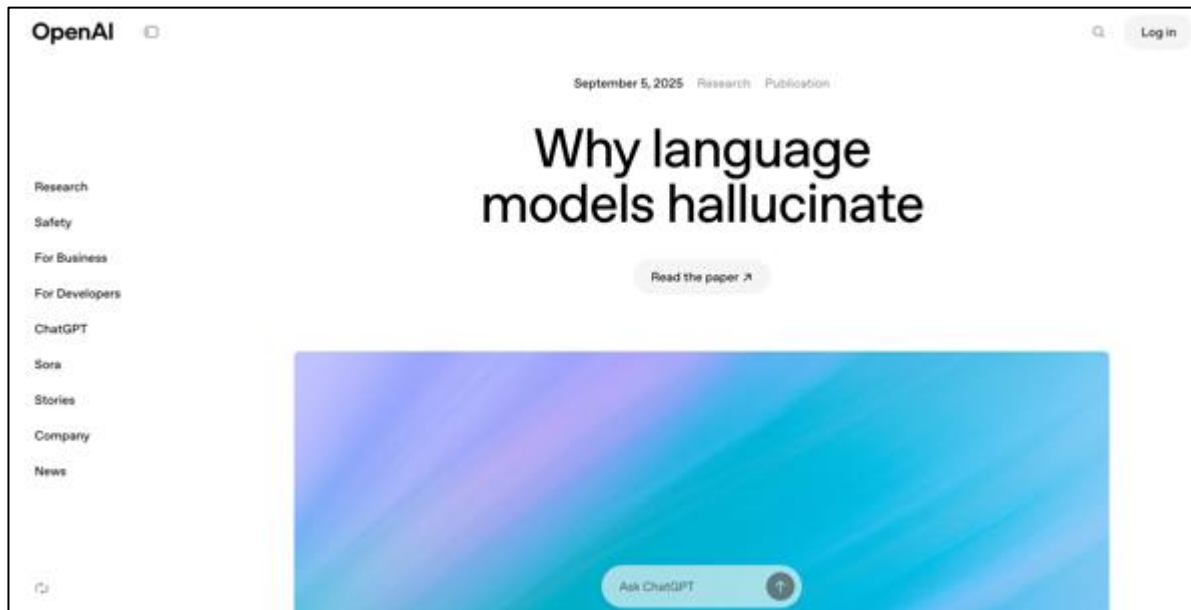 OpenAI
Log in
September 5, 2025 Research Publication
Why language
models hallucinate
Read the paper ↗
Research
Safety
For Business
For Developers
ChatGPT
Sora
Stories
Company
News
Ask ChatGPT